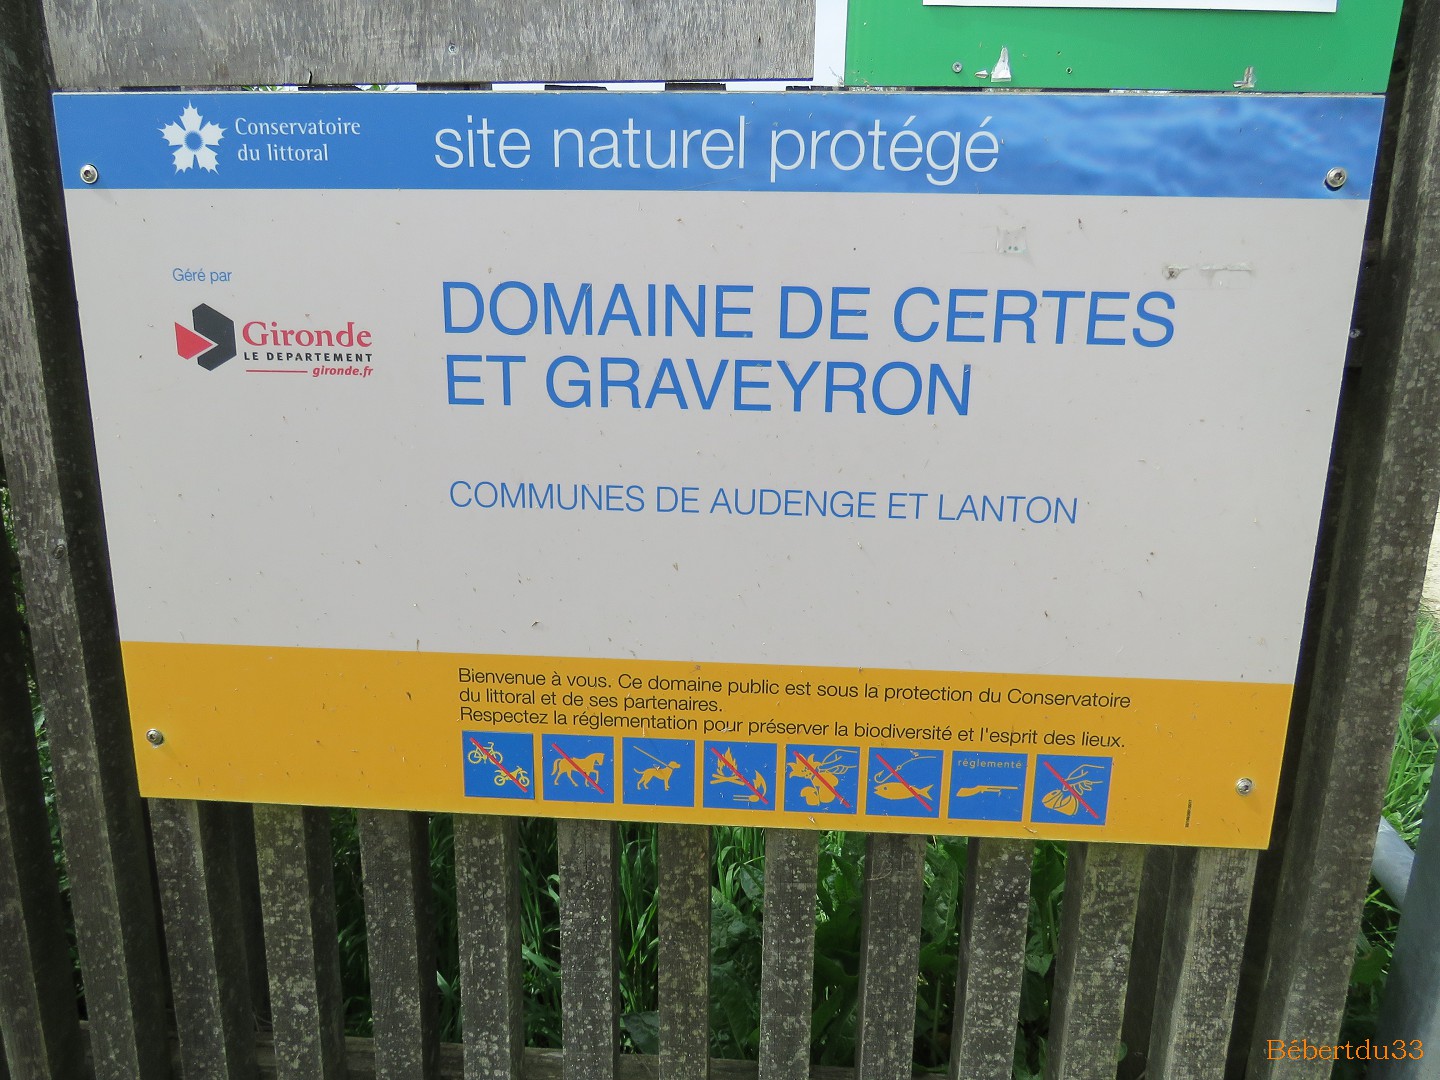 Conservatoire
du littoral
site naturel protégé
Géré par
Gironde
LE DEPARTEMENT
gironde.fr
DOMAINE DE CERTES
ET GRAVEYRON
COMMUNES DE AUDENGE ET LANTON
Bienvenue à vous. Ce domaine public est sous la protection du Conservatoire
du littoral et de ses partenaires.
Respectez la réglementation pour préserver la biodiversité et l'esprit des lieux.
réglementé
Bébertdu33